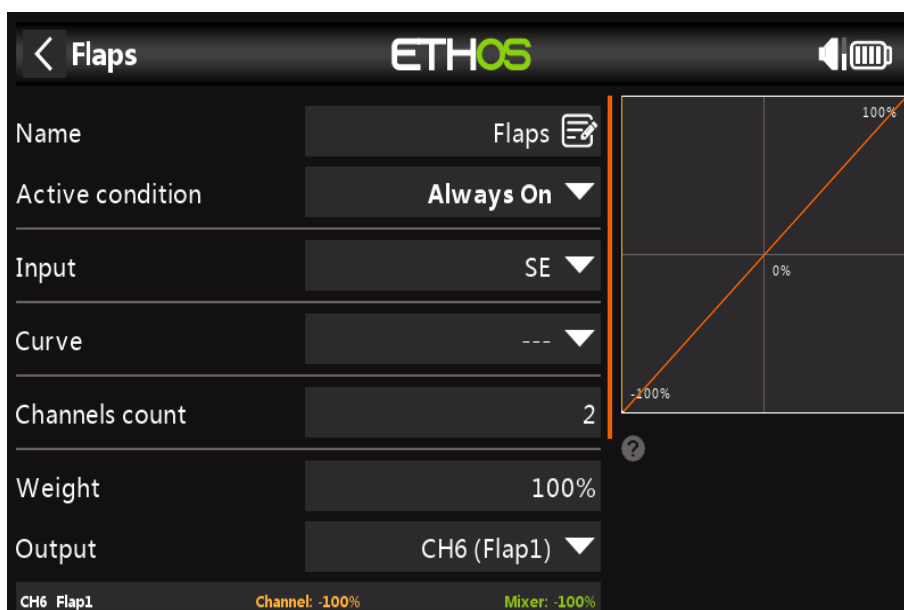 Flaps ETHOS
Name Flaps
Active condition Always On
Input SE
Curve ---
Channels count 2
Weight 100%
Output CH6 (Flap1)
CH6 Flap1 Channel: -100% Mixer: -100%
100%
0%
-100%
?